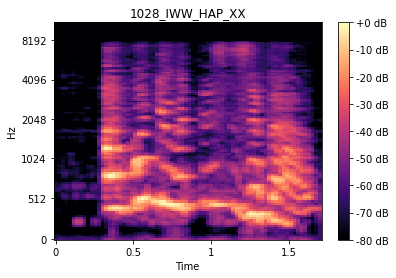 1028_IWW_HAP_XX
8192
4096
2048
1024
512
0
Hz
0
0.5
1
1.5
Time
+0 dB
-10 dB
-20 dB
-30 dB
-40 dB
-50 dB
-60 dB
-70 dB
-80 dB